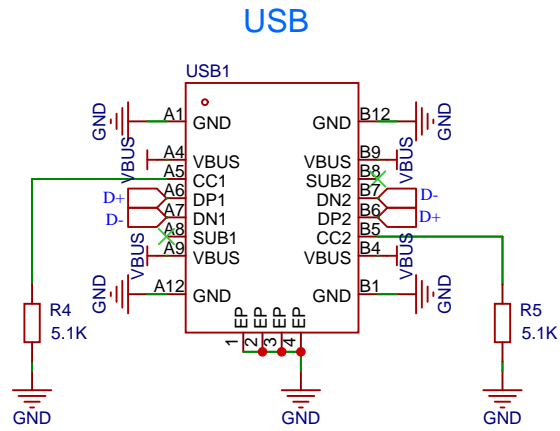 USB
USB1
GND A1 GND GND B12 GND
VBUS A4 VBUS VBUS B9 VBUS
A5 CC1 SUB2 B8
D+ A6 DP1 DN2 B7 D-
D- A7 DN1 DP2 B6 D+
A8 SUB1 CC2 B5
VBUS A9 VBUS VBUS B4 VBUS
GND A12 GND GND B1 GND
R4
5.1K
EP EP EP EP
1 2 3 4
R5
5.1K
GND GND GND